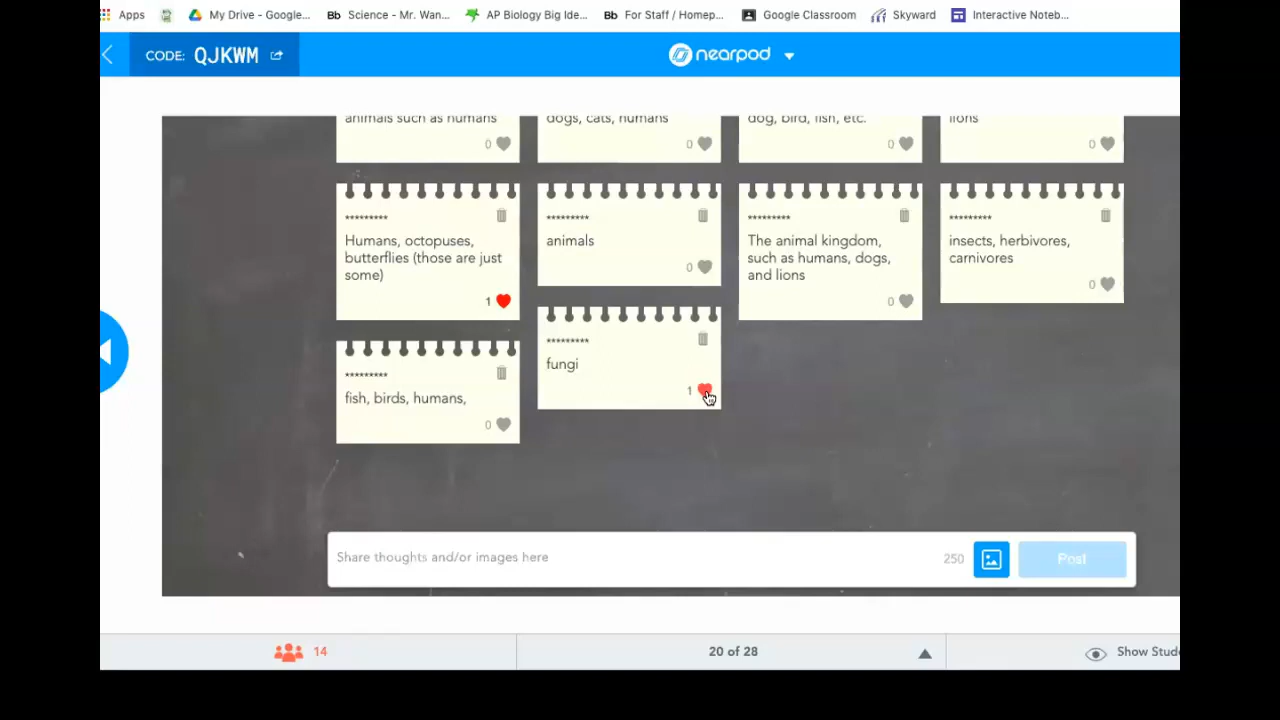 Apps
My Drive - Google...
Bb Science - Mr. Wan...
AP Biology Big Ide...
Bb For Staff / Homep...
Google Classroom
Skyward
Interactive Noteb...
CODE: QJKWM
nearpod
animals such as humans
0
dogs, cats, humans
0
dog, bird, fish, etc.
0
lions
0
*********
Humans, octopuses,
butterflies (those are just
some)
1
*********
animals
0
*********
The animal kingdom,
such as humans, dogs,
and lions
0
*********
insects, herbivores,
carnivores
0
*********
fish, birds, humans,
0
*********
fungi
1
Share thoughts and/or images here
250
Post
14
20 of 28
Show Stude